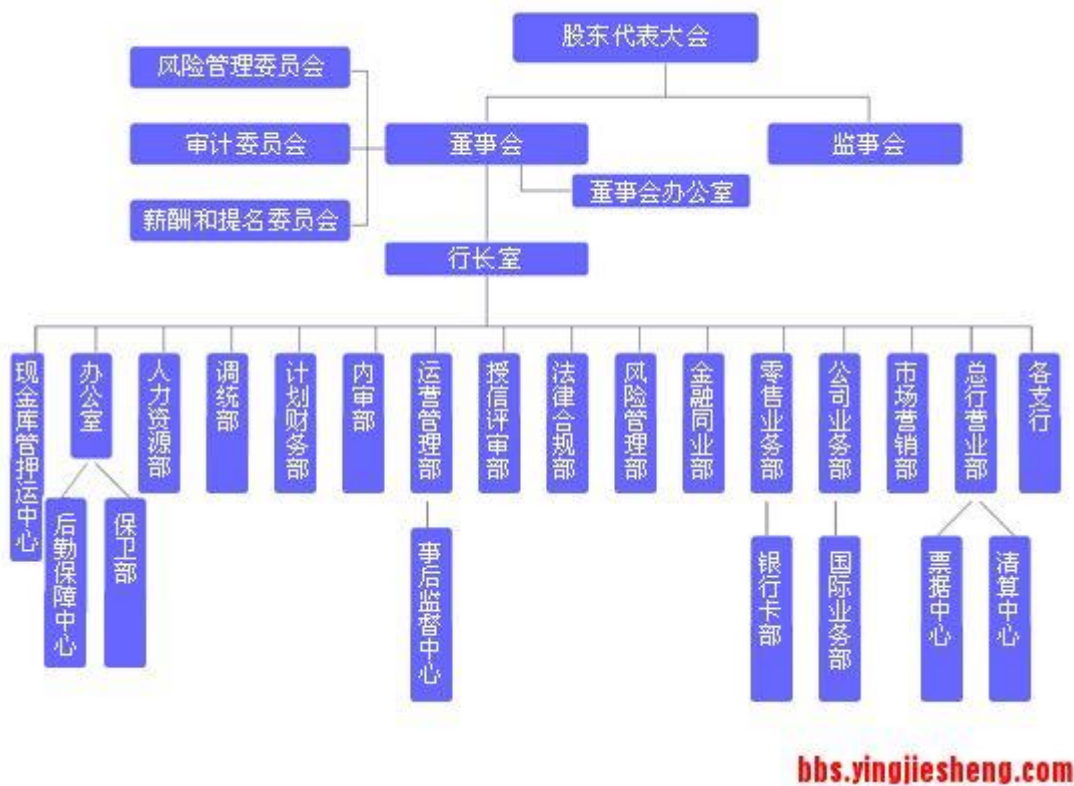 股东代表大会
风险管理委员会
审计委员会
董事会
监事会
董事会办公室
薪酬和提名委员会
行长室
现金库管押运中心
办公室
人力资源部
调统部
计划财务部
内审部
运营管理部
授信评审部
法律合规部
风险管理部
金融同业部
零售业务部
公司业务部
市场营销部
总行营业部
各支行
后勤保障中心
保卫部
事后监督中心
银行卡部
国际业务部
票据中心
清算中心
bbs.yingjiesheng.com